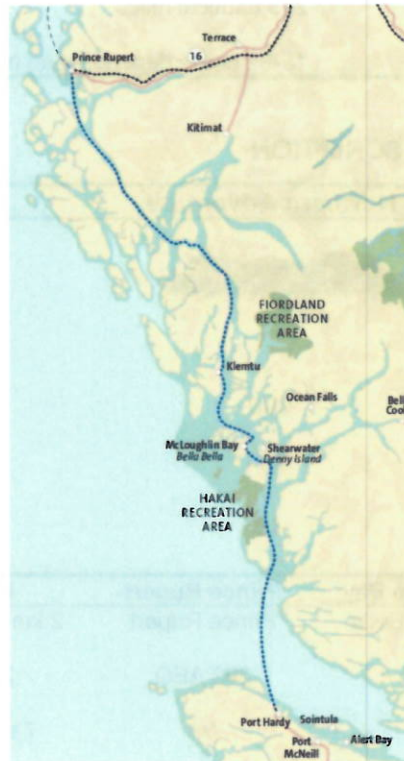 Terrace
Prince Rupert
16
Kitimat
FIORDLAND
RECREATION
AREA
Klemtu
Ocean Falls
McLoughlin Bay
Bella Bella
Shearwater
Denny Island
HAKAI
RECREATION
AREA
Port Hardy
Sointula
Port
McNeill
Alert Bay